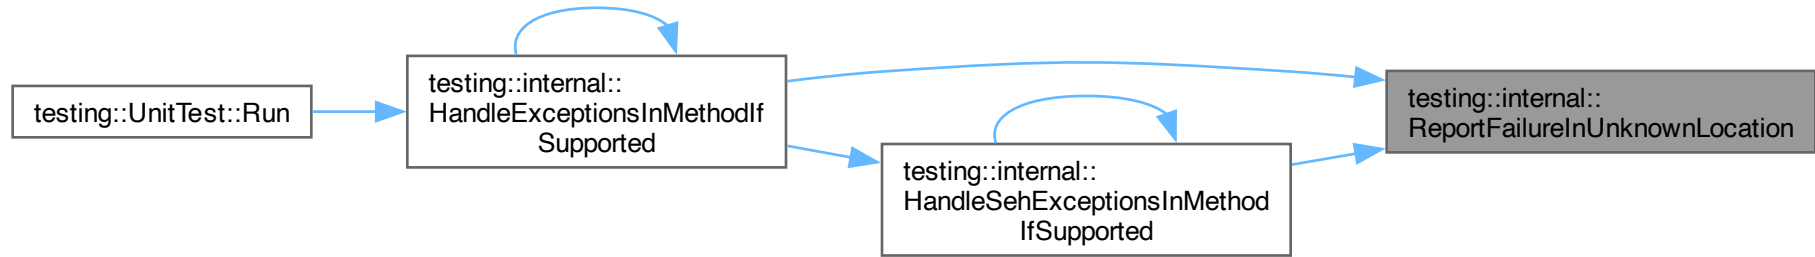 testing::UnitTest::Run
testing::internal::
HandleExceptionsInMethodIf
Supported
testing::internal::
HandleSehExceptionsInMethod
IfSupported
testing::internal::
ReportFailureInUnknownLocation